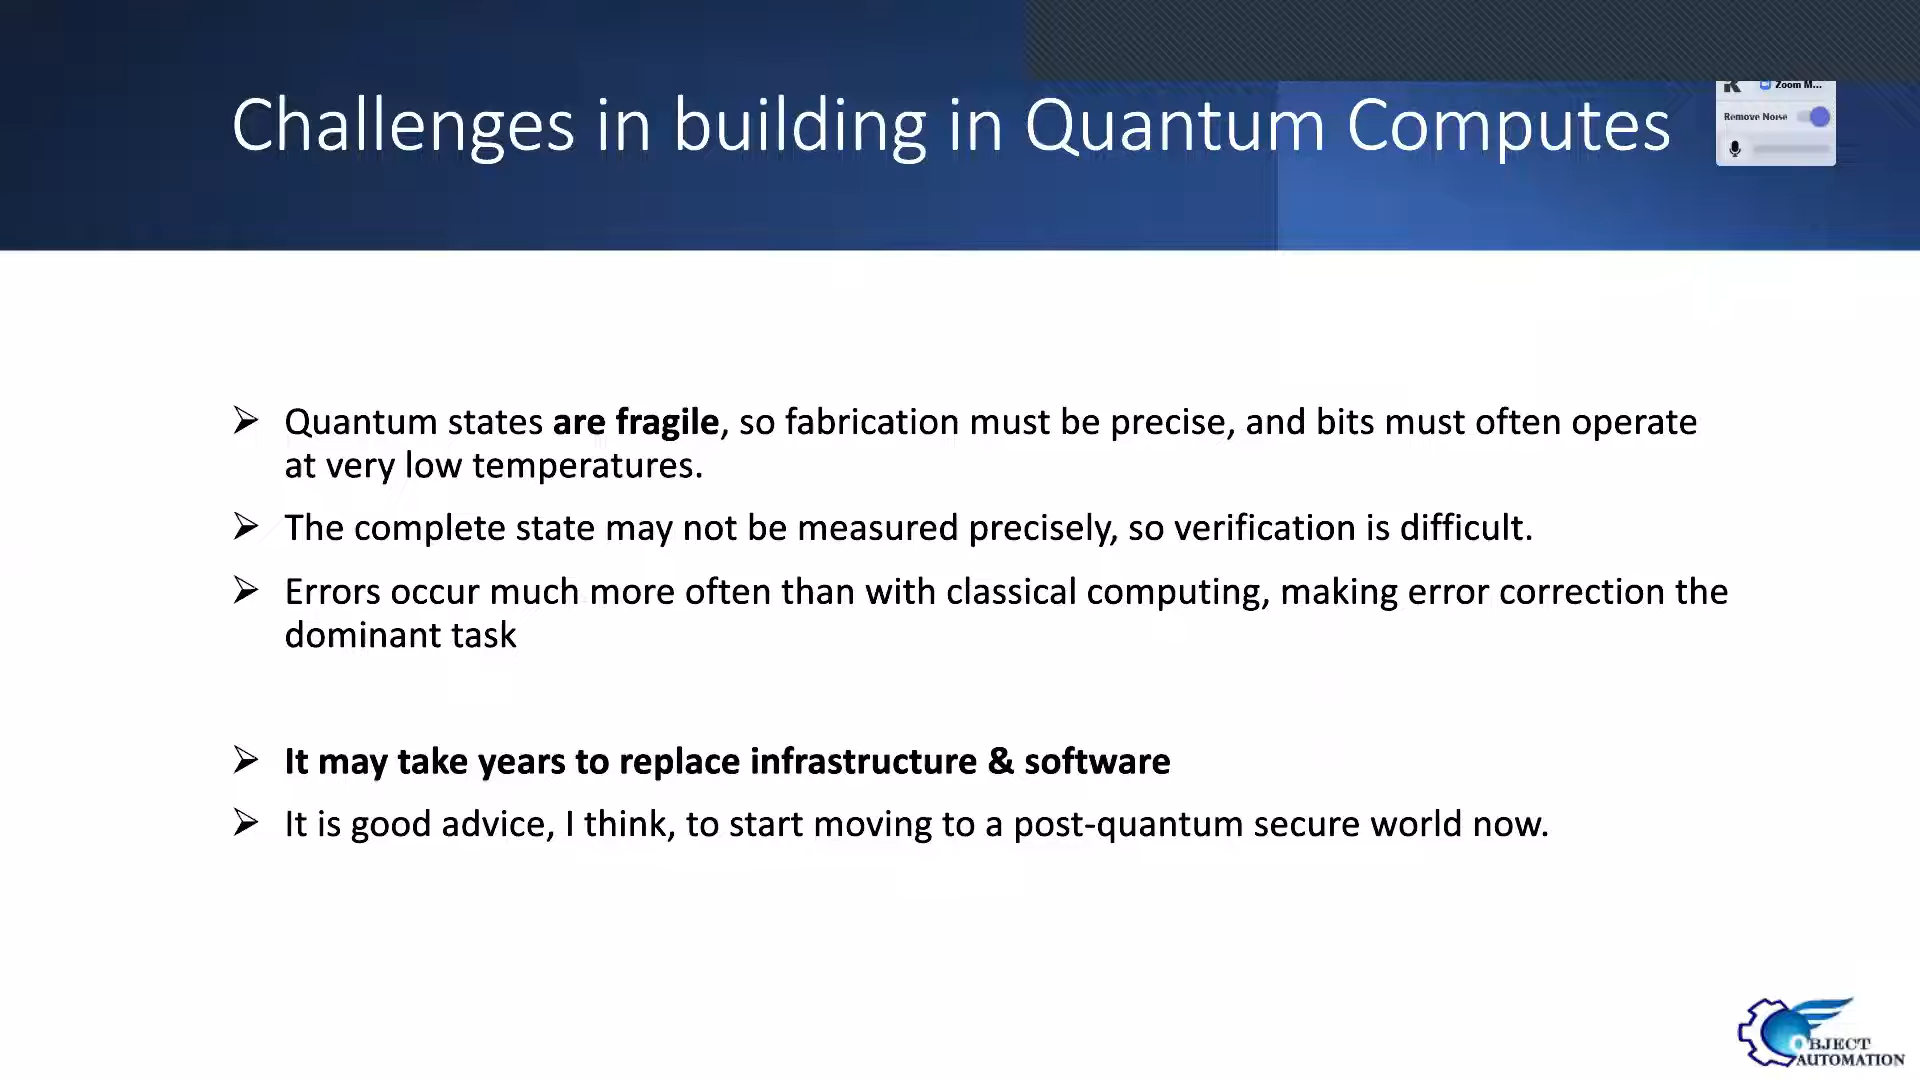 Challenges in building in Quantum Computes
Zoom M...
Remove Noise
➢ Quantum states are fragile, so fabrication must be precise, and bits must often operate
at very low temperatures.
➢ The complete state may not be measured precisely, so verification is difficult.
➢ Errors occur much more often than with classical computing, making error correction the
dominant task
➢ It may take years to replace infrastructure & software
➢ It is good advice, I think, to start moving to a post-quantum secure world now.
OBJECT
AUTOMATION